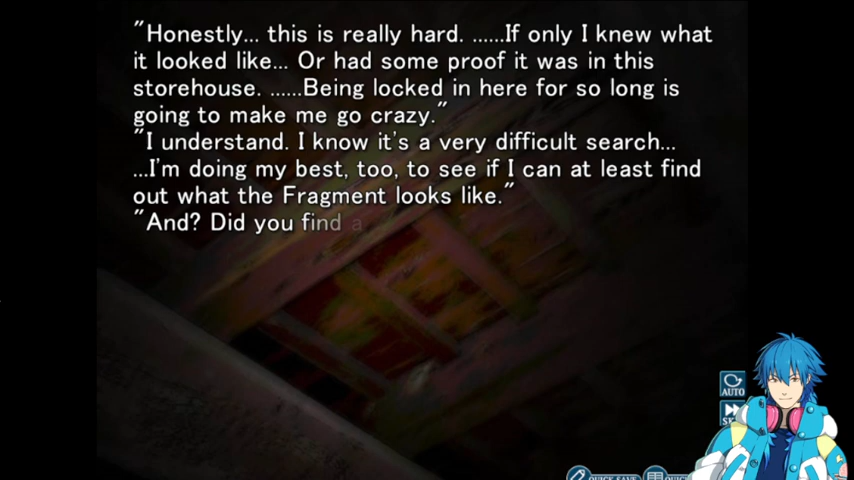 "Honestly... this is really hard. ......If only I knew what
it looked like... Or had some proof it was in this
storehouse. ......Being locked in here for so long is
going to make me go crazy."
"I understand. I know it's a very difficult search...
...I'm doing my best, too, to see if I can at least find
out what the Fragment looks like."
"And? Did you find a
AUTO
QUICK SAVE